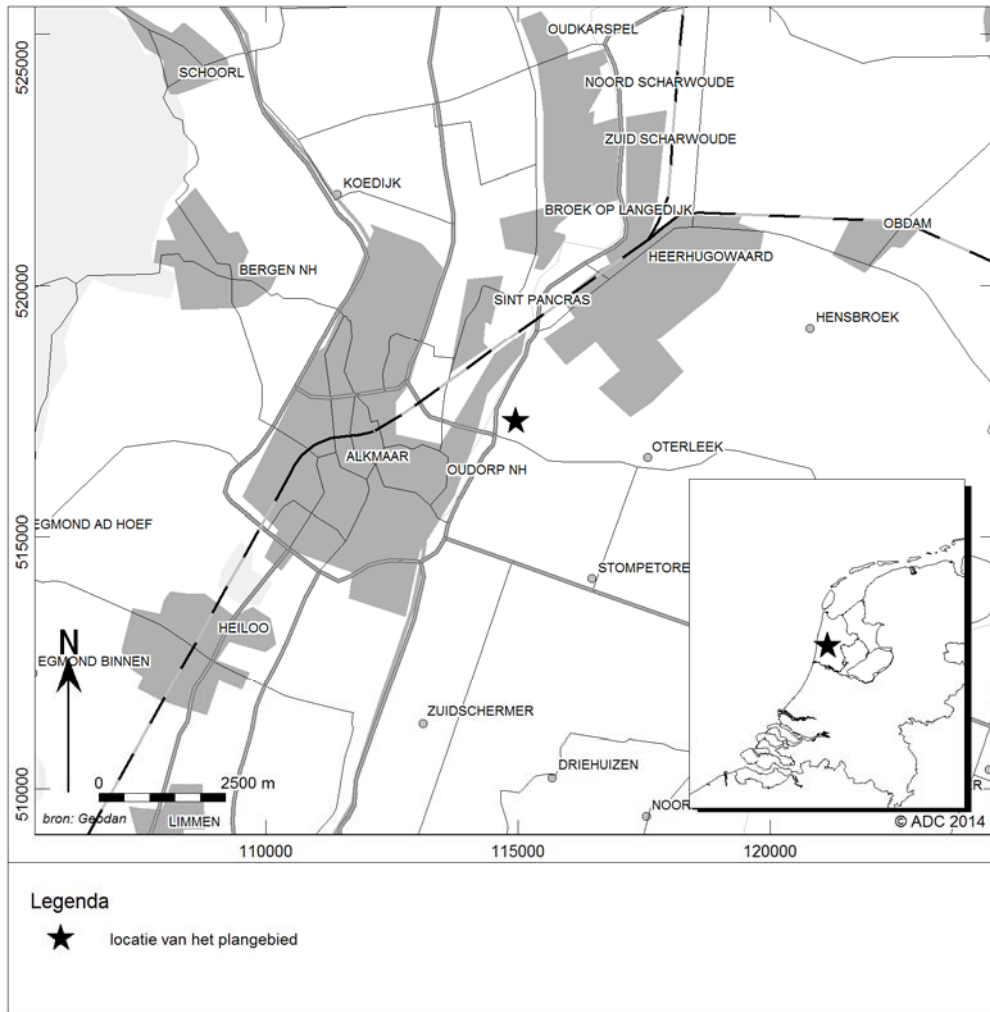 OUDKARSPEL
525000
SCHOORL
NOORD SCHARWOUDE
ZUID SCHARWOUDE
KOEDIJK
BROEK OP LANGEDIJK
OBDAM
HEERHUGOWAARD
BERGEN NH
520000
SINT PANCRAS
HENSBROEK
OTERLEEK
ALKMAAR
OUDORP NH
EGMOND AD HOEF
515000
STOMPETORE
HEILOO
N
EGMOND BINNEN
ZUIDSCHERMER
DRIEHUIZEN
510000
0 2500 m
NOOR
R
bron: Geodan
LIMMEN
© ADC 2014
110000 115000 120000
Legenda
locatie van het plangebied